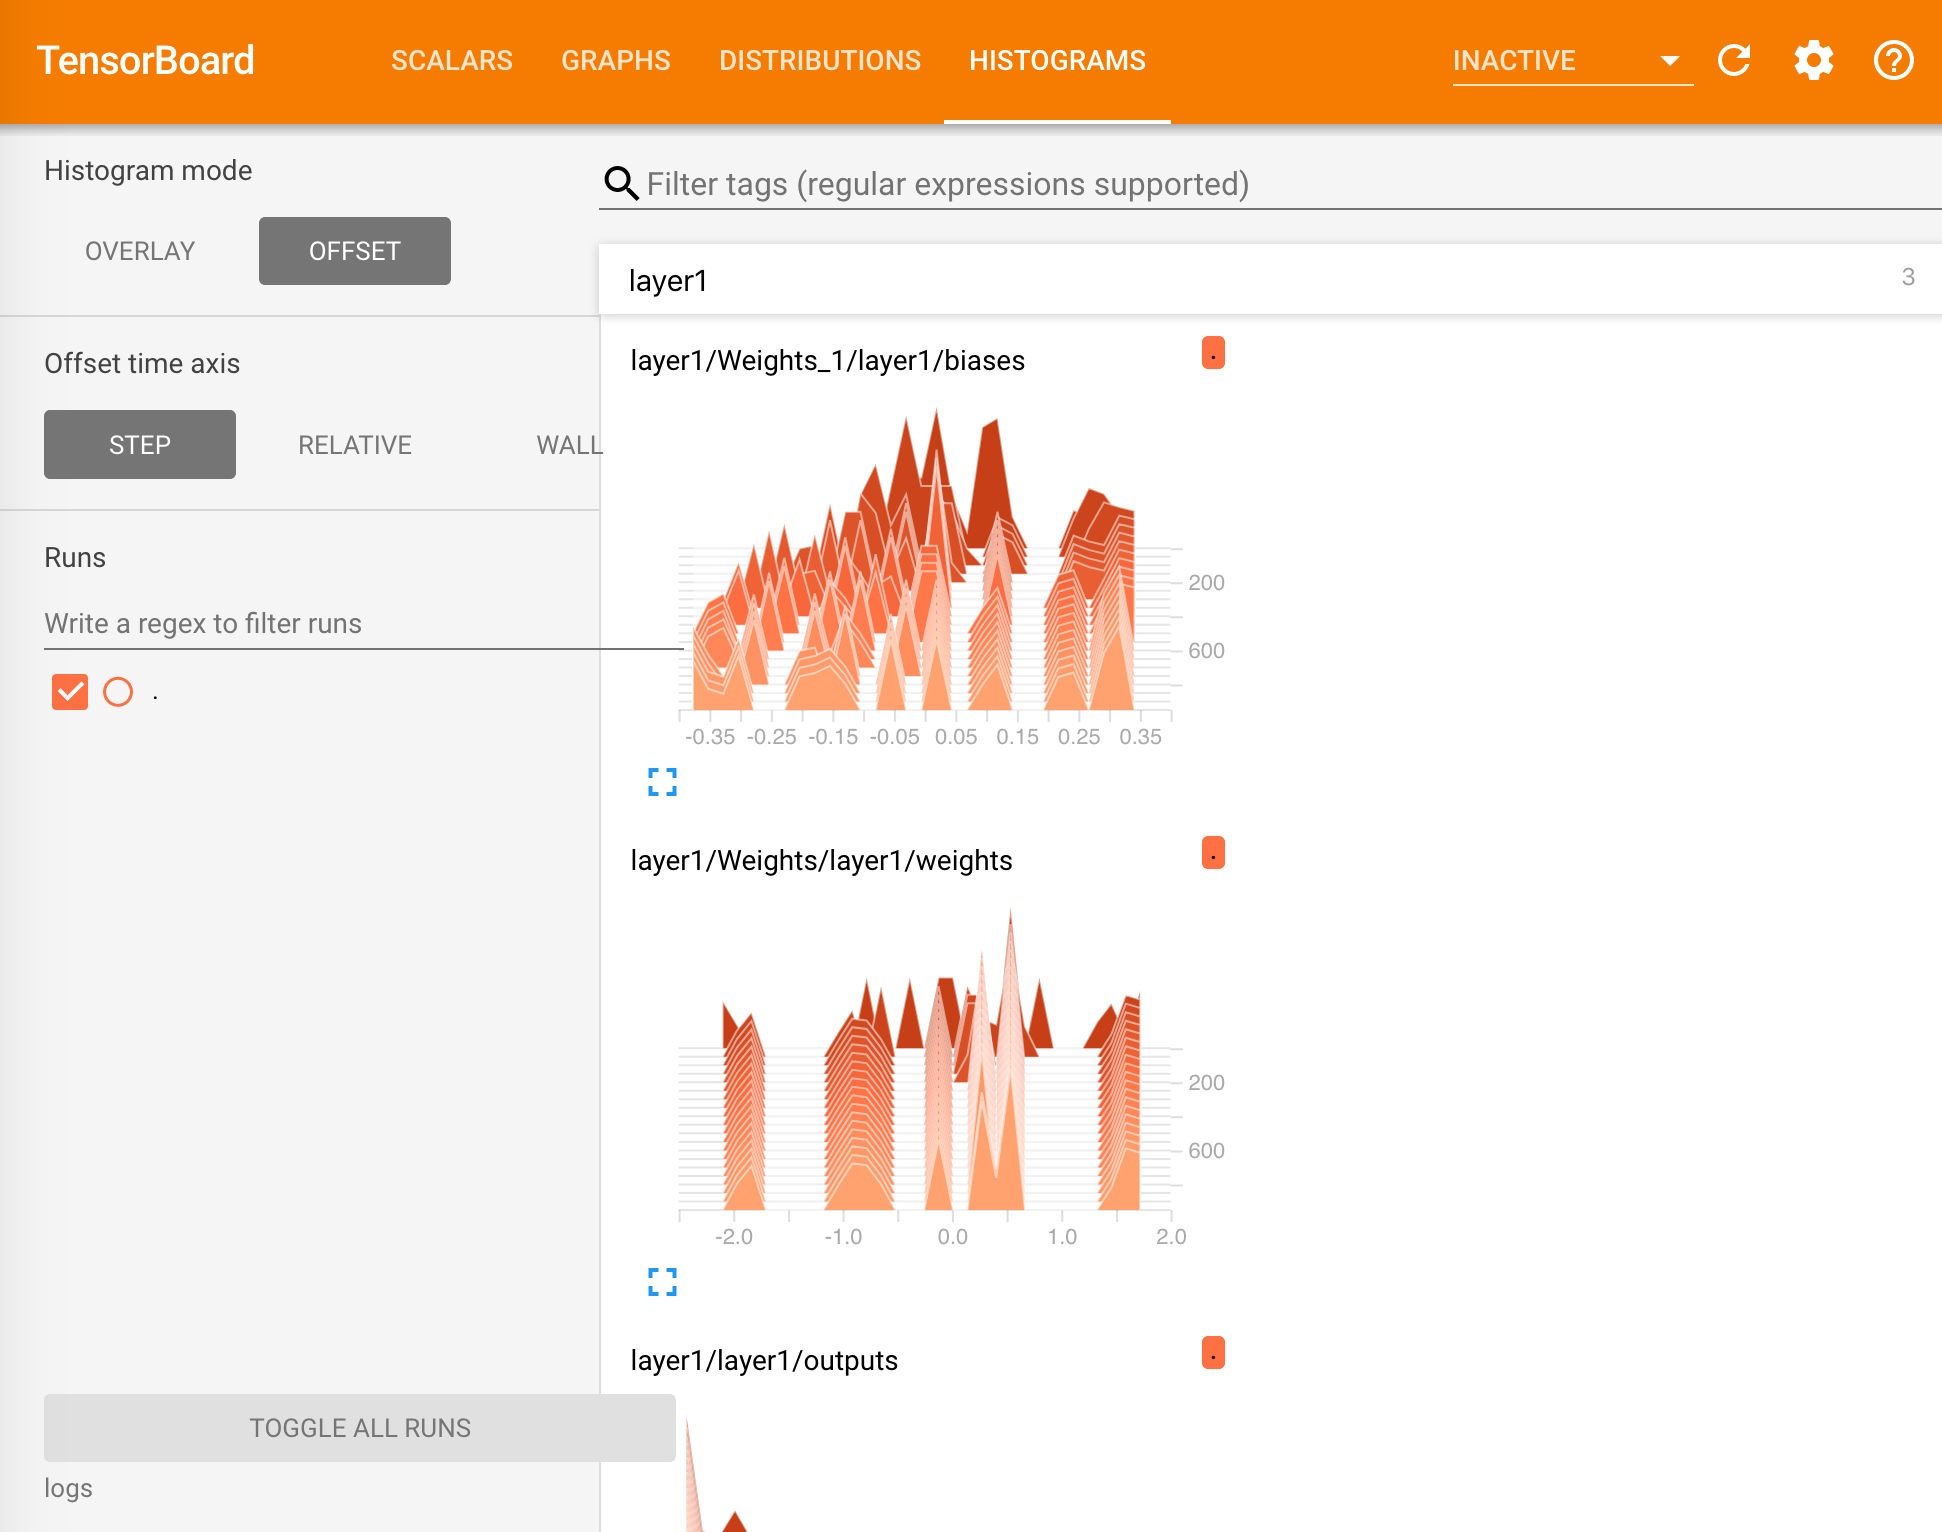 TensorBoard SCALARS GRAPHS DISTRIBUTIONS HISTOGRAMS INACTIVE
Histogram mode
OVERLAY OFFSET
Offset time axis
STEP RELATIVE WALL
Runs
Write a regex to filter runs
.
TOGGLE ALL RUNS
logs
Filter tags (regular expressions supported)
layer1 3
layer1/Weights_1/layer1/biases .
200
600
-0.35 -0.25 -0.15 -0.05 0.05 0.15 0.25 0.35
layer1/Weights/layer1/weights .
200
600
-2.0 -1.0 0.0 1.0 2.0
layer1/layer1/outputs .